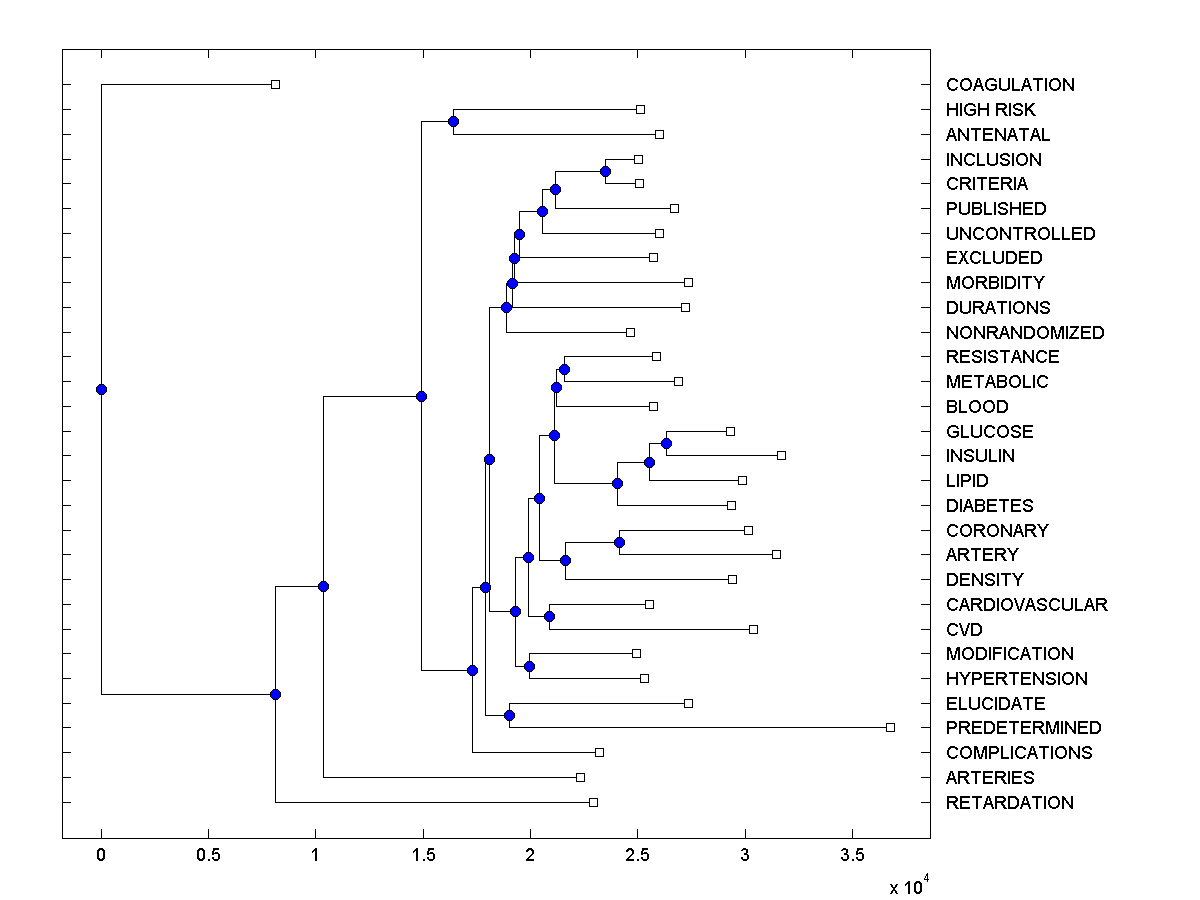 COAGULATION
HIGH RISK
ANTENATAL
INCLUSION
CRITERIA
PUBLISHED
UNCONTROLLED
EXCLUDED
MORBIDITY
DURATIONS
NONRANDOMIZED
RESISTANCE
METABOLIC
BLOOD
GLUCOSE
INSULIN
LIPID
DIABETES
CORONARY
ARTERY
DENSITY
CARDIOVASCULAR
CVD
MODIFICATION
HYPERTENSION
ELUCIDATE
PREDETERMINED
COMPLICATIONS
ARTERIES
RETARDATION
0 0.5 1 1.5 2 2.5 3 3.5
x 10^4